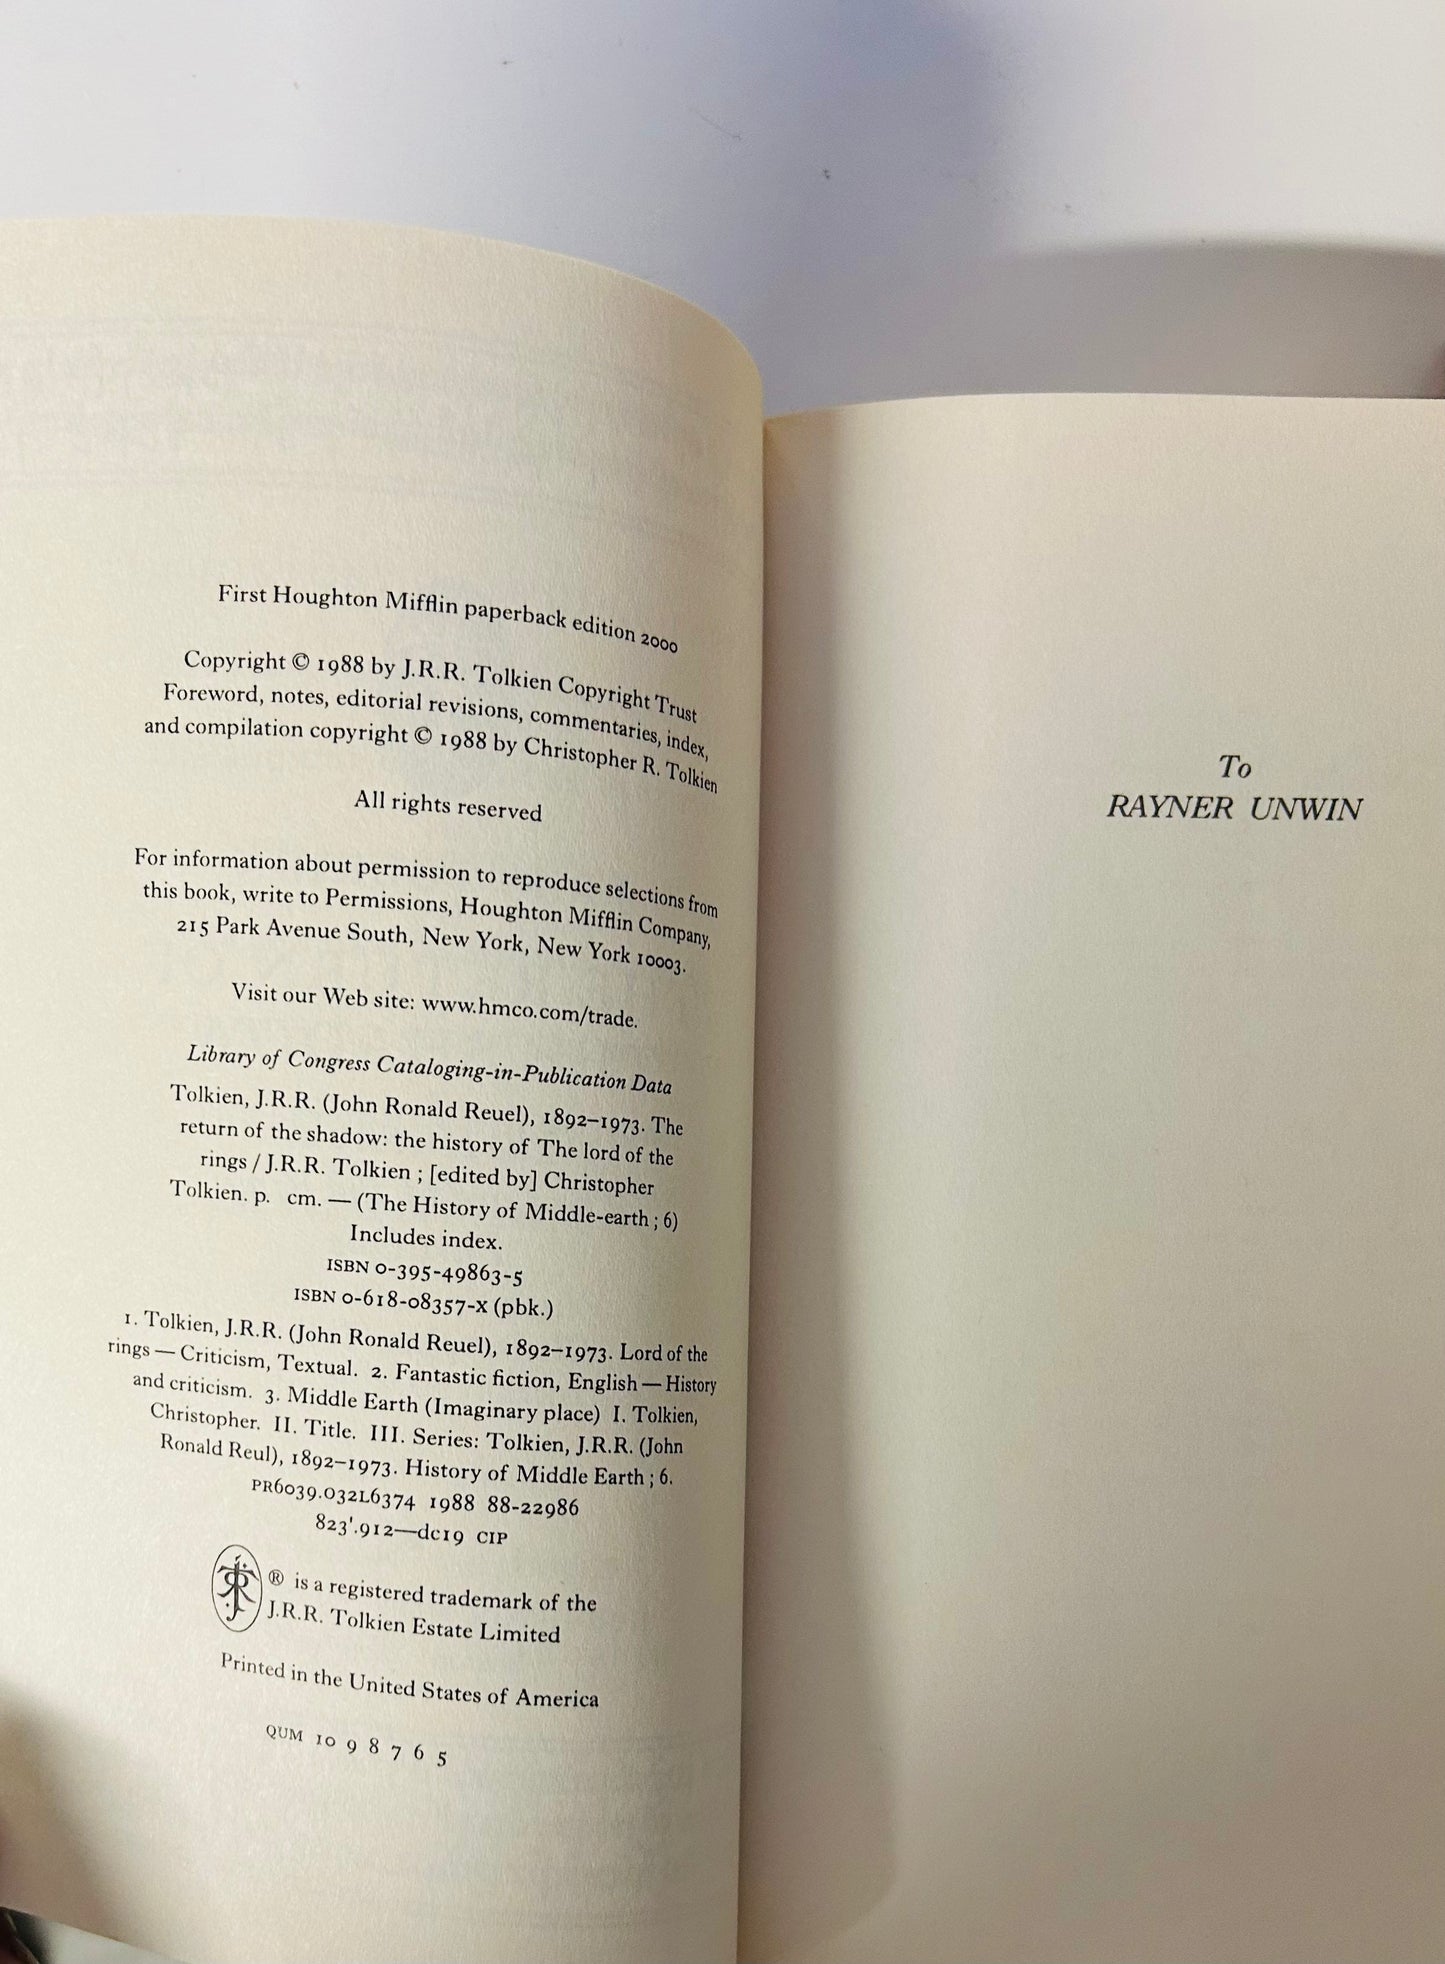 First Houghton Mifflin paperback edition 2000
Copyright © 1988 by J.R.R. Tolkien Copyright Trust
Foreword, notes, editorial revisions, commentaries, index,
and compilation copyright © 1988 by Christopher R. Tolkien
All rights reserved
For information about permission to reproduce selections from
this book, write to Permissions, Houghton Mifflin Company,
215 Park Avenue South, New York, New York 10003.
Visit our Web site: www.hmco.com/trade.
Library of Congress Cataloging-in-Publication Data
Tolkien, J.R.R. (John Ronald Reuel), 1892–1973. The
return of the shadow: the history of The lord of the
rings / J.R.R. Tolkien ; [edited by] Christopher
Tolkien. p. cm. — (The History of Middle-earth ; 6)
Includes index.
ISBN 0-395-49863-5
ISBN 0-618-08357-X (pbk.)
1. Tolkien, J.R.R. (John Ronald Reuel), 1892–1973. Lord of the
rings — Criticism, Textual. 2. Fantastic fiction, English — History
and criticism. 3. Middle Earth (Imaginary place) I. Tolkien,
Christopher. II. Title. III. Series: Tolkien, J.R.R. (John
Ronald Reul), 1892–1973. History of Middle Earth ; 6.
PR6039.032L6374 1988 88-22986
823'.912—dc19 CIP
® is a registered trademark of the
J.R.R. Tolkien Estate Limited
Printed in the United States of America
QUM 10 9 8 7 6 5
To
RAYNER UNWIN